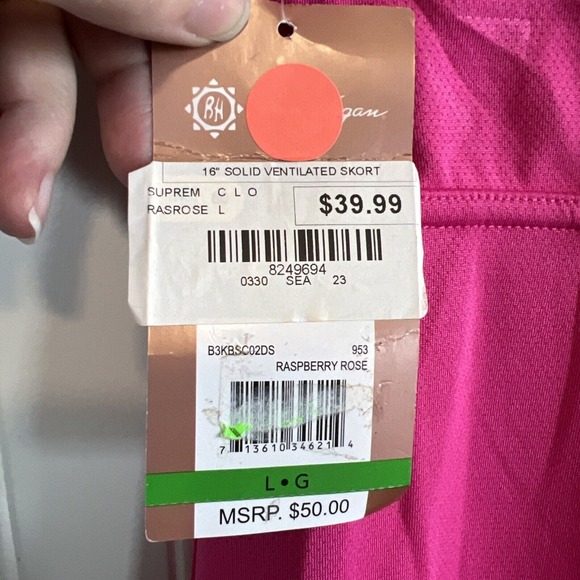 BH
gan
16" SOLID VENTILATED SKORT
SUPREM C L O
RASROSE L
$39.99
8249694
0330 SEA 23
B3KBSC02DS 953
RASPBERRY ROSE
7 13610 34621 4
L • G
MSRP. $50.00